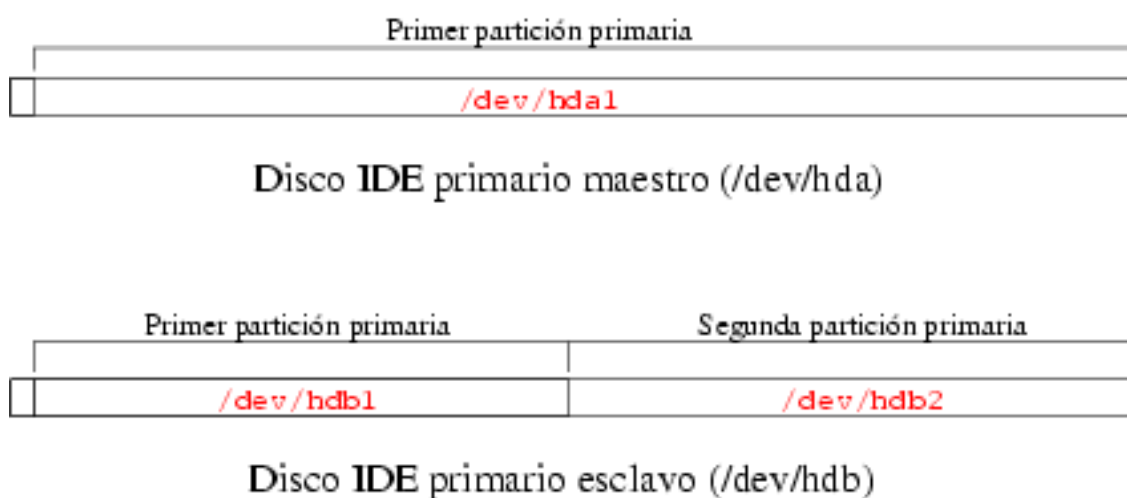 Primer partición primaria
/dev/hda1
Disco IDE primario maestro (/dev/hda)
Primer partición primaria Segunda partición primaria
/dev/hdb1 /dev/hdb2
Disco IDE primario esclavo (/dev/hdb)